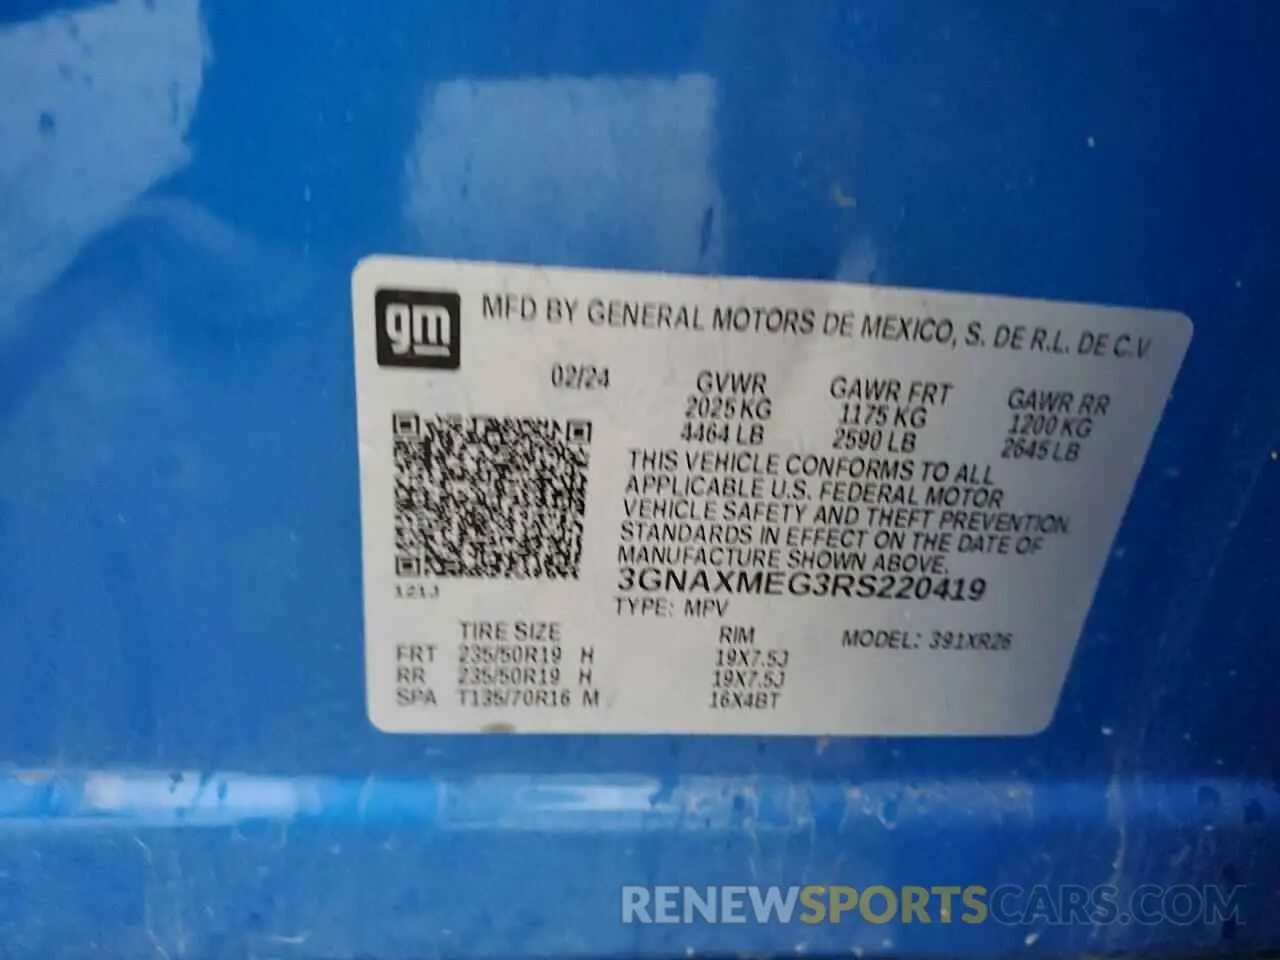 gm MFD BY GENERAL MOTORS DE MEXICO, S. DE R.L. DE C.V.
02/24 GVWR GAWR FRT GAWR RR
2025 KG 1175 KG 1200 KG
4464 LB 2590 LB 2645 LB
THIS VEHICLE CONFORMS TO ALL
APPLICABLE U.S. FEDERAL MOTOR
VEHICLE SAFETY AND THEFT PREVENTION
STANDARDS IN EFFECT ON THE DATE OF
MANUFACTURE SHOWN ABOVE.
3GNAXMEG3RS220419
121J
TYPE: MPV
TIRE SIZE RIM MODEL: 391XR26
FRT 235/50R19 H 19X7.5J
RR 235/50R19 H 19X7.5J
SPA T135/70R16 M 16X4BT
RENEWSPORTSCARS.COM